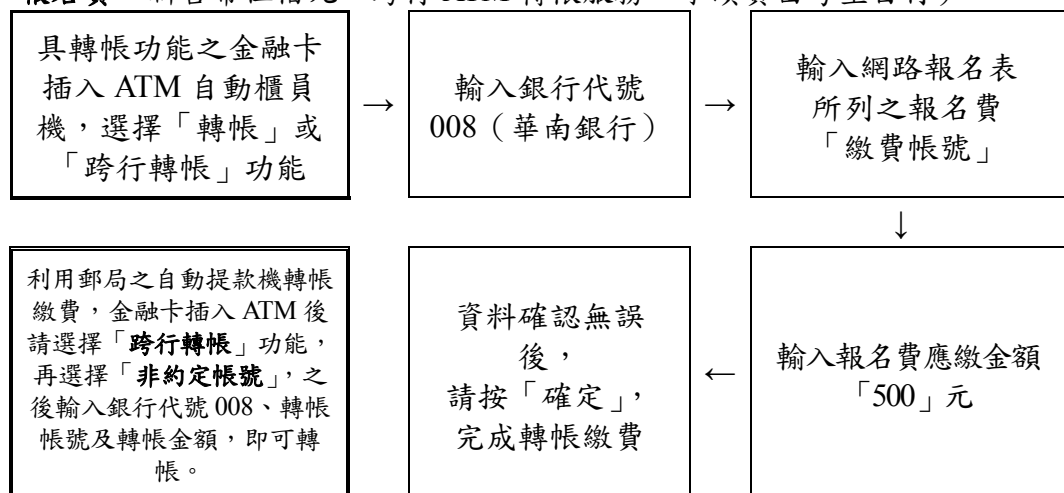 具轉帳功能之金融卡
插入 ATM 自動櫃員
機,選擇「轉帳」或
「跨行轉帳」功能
→
輸入銀行代號
008(華南銀行)
→
輸入網路報名表
所列之報名費
「繳費帳號」
↓
輸入報名費應繳金額
「500」元
←
資料確認無誤
後,
請按「確定」,
完成轉帳繳費
利用郵局之自動提款機轉帳
繳費,金融卡插入 ATM 後
請選擇「跨行轉帳」功能,
再選擇「非約定帳號」,之
後輸入銀行代號 008、轉帳
帳號及轉帳金額,即可轉
帳。